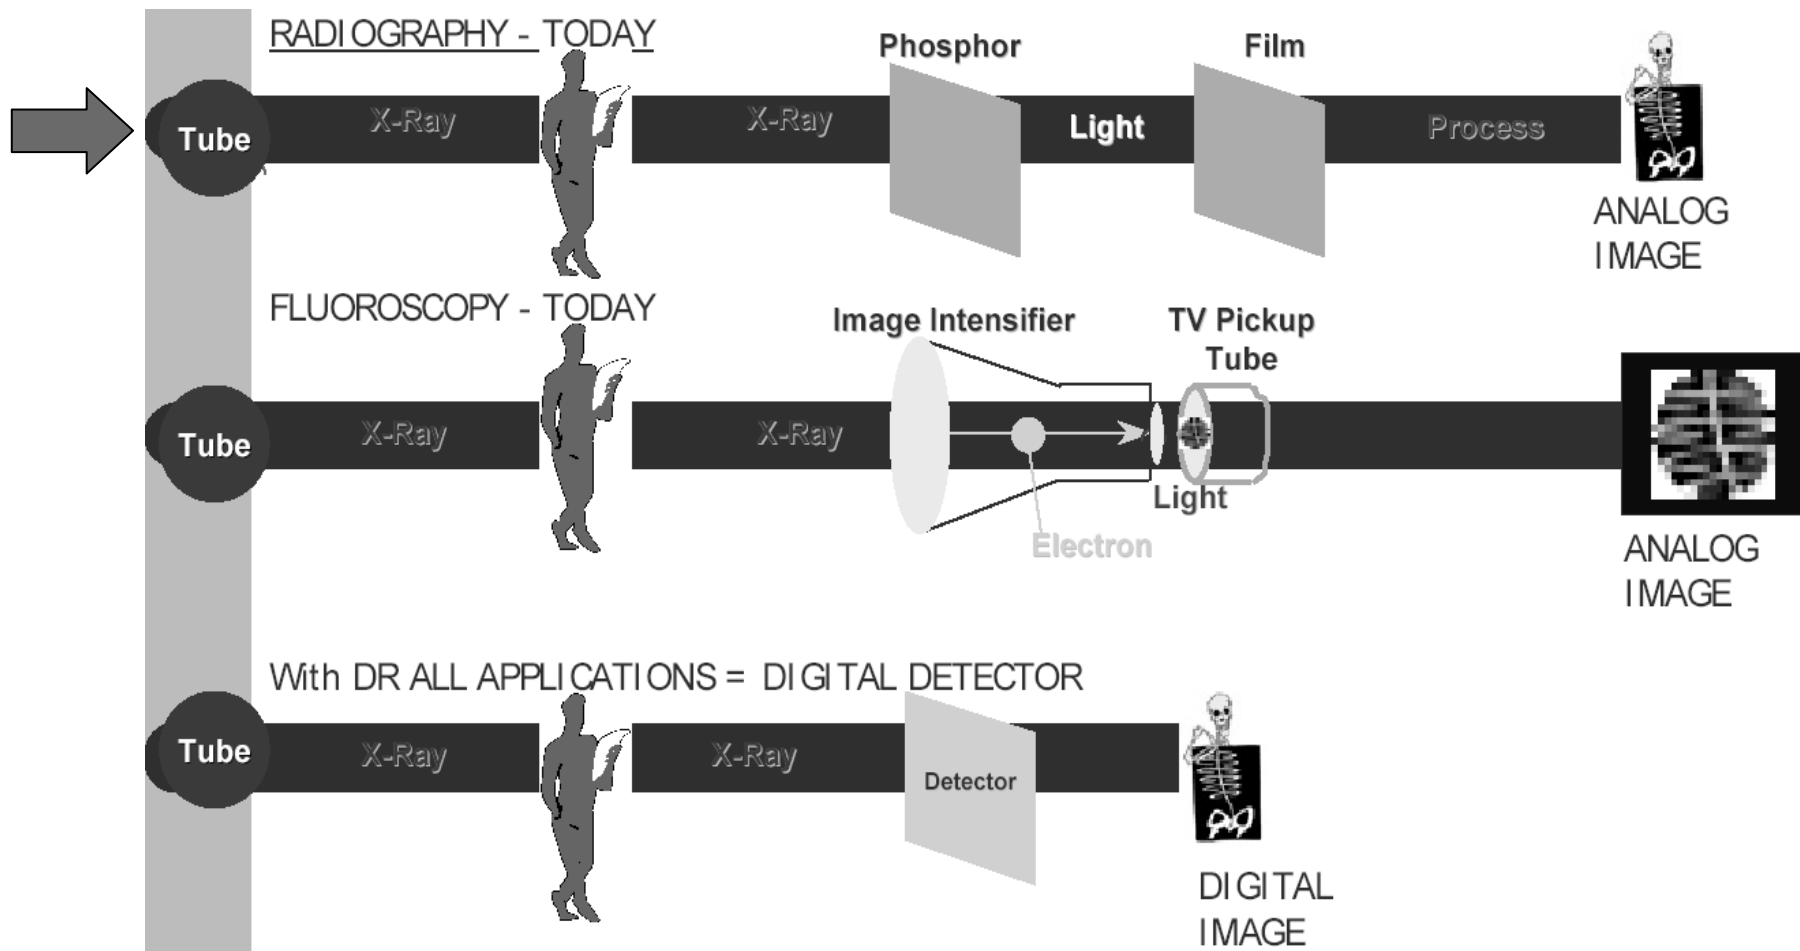 RADIOGRAPHY - TODAY
Phosphor
Film
Tube
X-Ray
X-Ray
Light
Process
ANALOG
IMAGE
FLUOROSCOPY - TODAY
Image Intensifier
TV Pickup
Tube
Tube
X-Ray
X-Ray
Light
Electron
ANALOG
IMAGE
With DR ALL APPLICATIONS = DIGITAL DETECTOR
Tube
X-Ray
X-Ray
Detector
DIGITAL
IMAGE